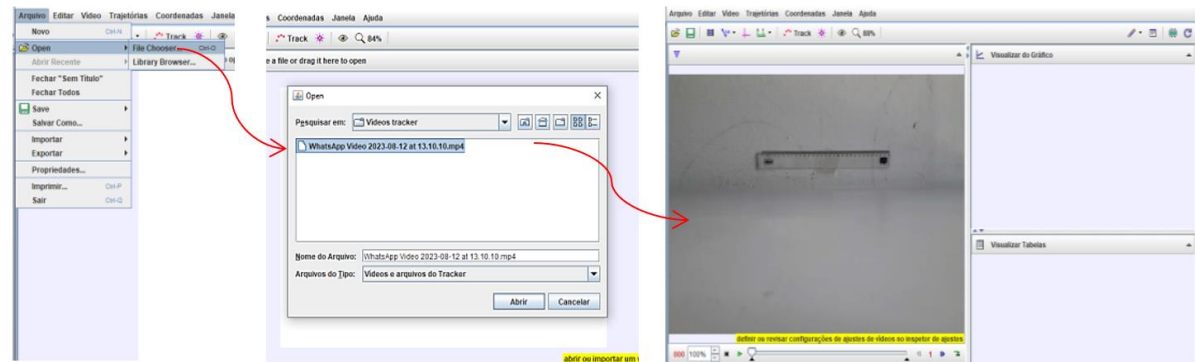 Arquivo Editar Video Trajetórias Coordenadas Janela
Novo Ctrl-N
Open
File Chooser... Ctrl-O
Abrir Recente
Library Browser...
Fechar "Sem Título"
Fechar Todos
Save
Salvar Como...
Importar
Exportar
Propriedades...
Imprimir... Ctrl-P
Sair Ctrl-Q
Track
s Coordenadas Janela Ajuda
Track 84%
e a file or drag it here to open
Open
Pesquisar em: Videos tracker
WhatsApp Video 2023-08-12 at 13.10.10.mp4
Nome do Arquivo: WhatsApp Video 2023-08-12 at 13.10.10.mp4
Arquivos do Tipo: Videos e arquivos do Tracker
Abrir Cancelar
abrir ou importar um v
Arquivo Editar Video Trajetórias Coordenadas Janela Ajuda
Track 88%
Visualizar do Gráfico
Visualizar Tabelas
definir ou revisar configurações de ajustes de vídeos no inspetor de ajustes
000 100% 1